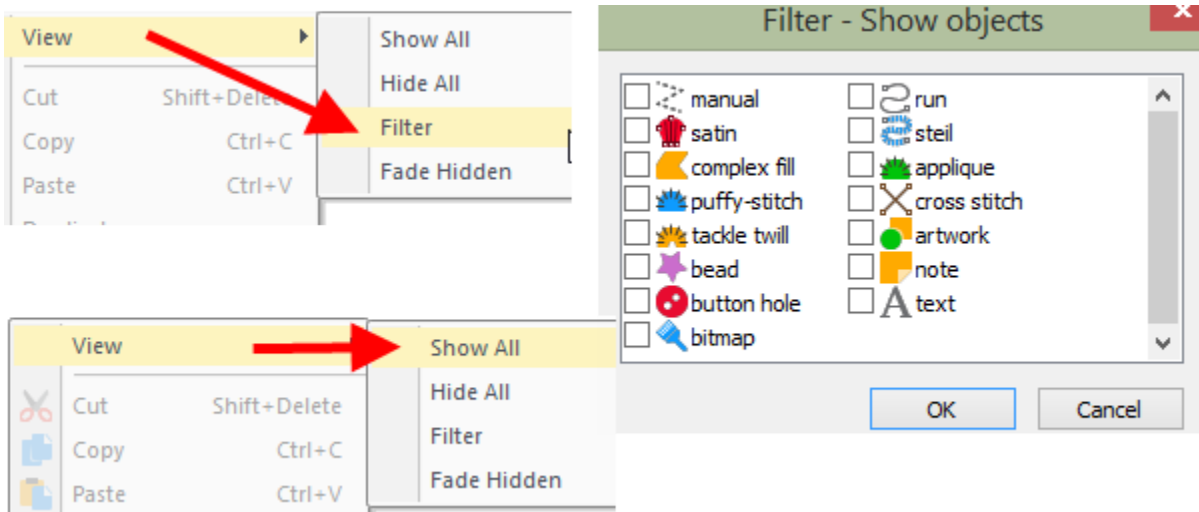 View
Cut Shift+Delete
Copy Ctrl+C
Paste Ctrl+V
Show All
Hide All
Filter
Fade Hidden
Filter - Show objects
manual run
satin steil
complex fill applique
puffy-stitch cross stitch
tackle twill artwork
bead note
button hole text
bitmap
OK Cancel
View
Cut Shift+Delete
Copy Ctrl+C
Paste Ctrl+V
Show All
Hide All
Filter
Fade Hidden